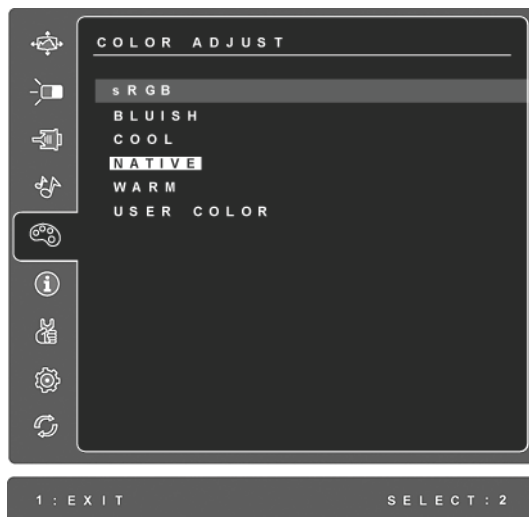 COLOR ADJUST
sRGB
BLUISH
COOL
NATIVE
WARM
USER COLOR
1:EXIT SELECT:2